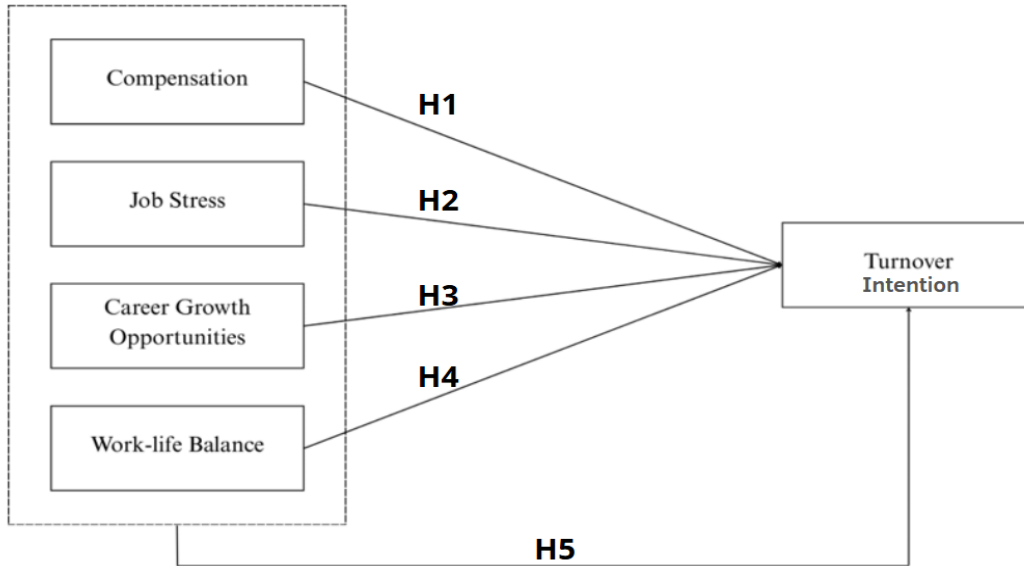 Compensation
H1
Job Stress
H2
Career Growth
Opportunities
H3
Work-life Balance
H4
Turnover
Intention
H5